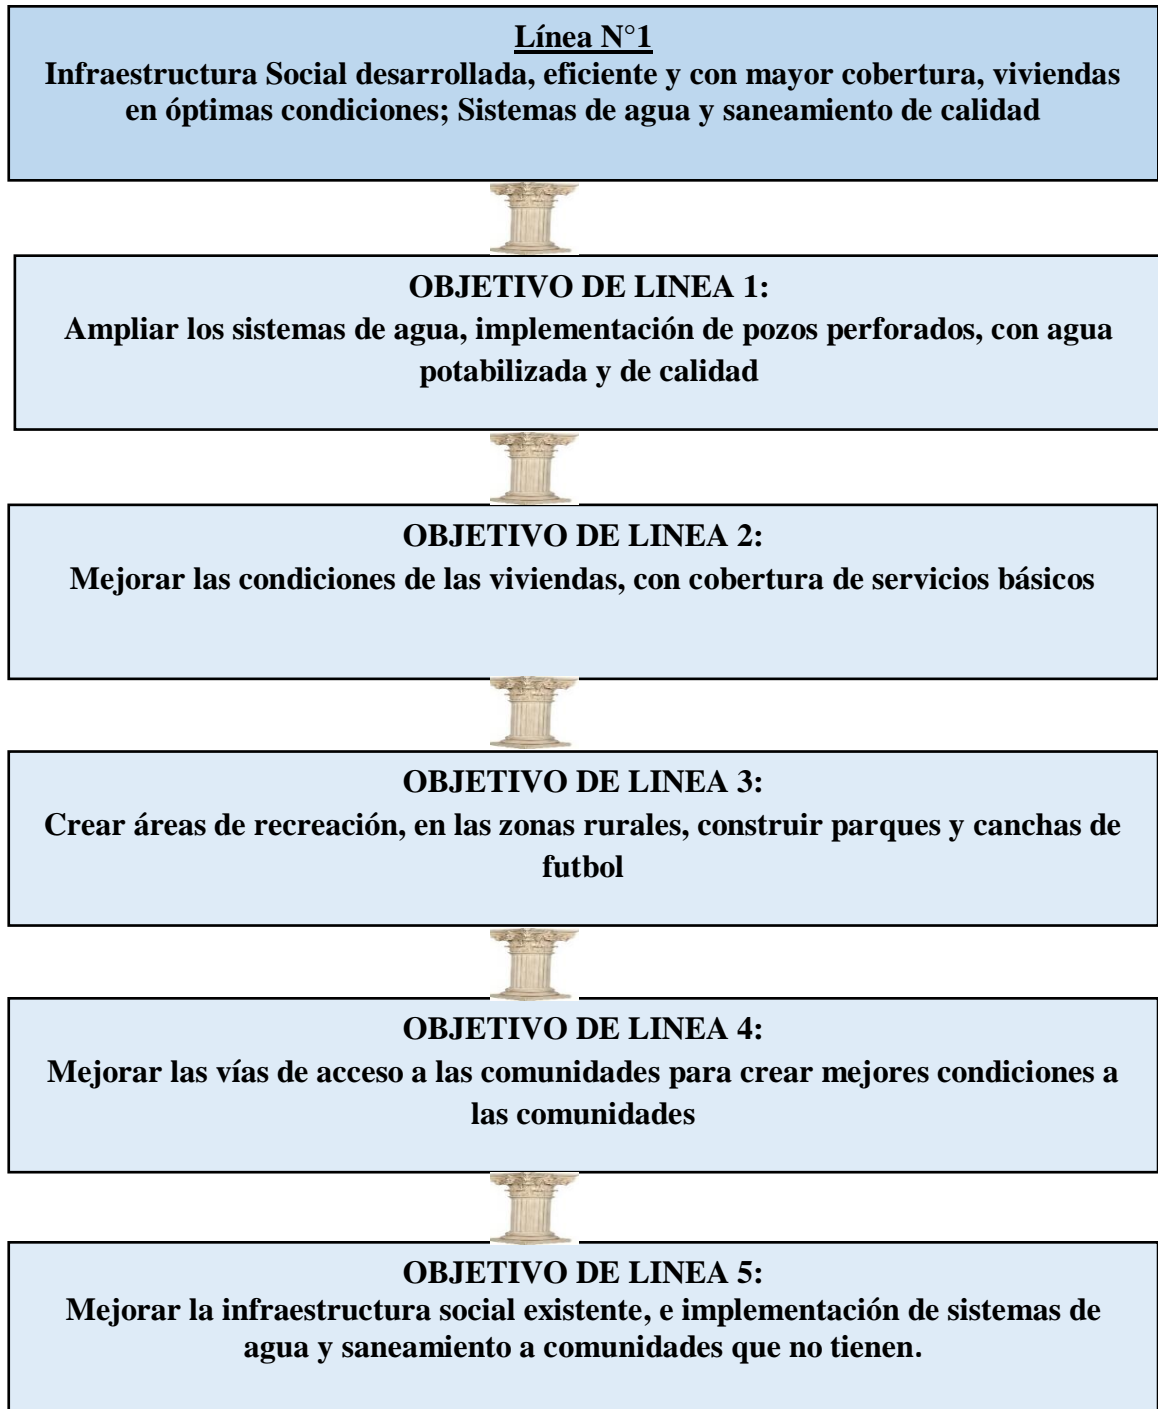 Línea N°1
Infraestructura Social desarrollada, eficiente y con mayor cobertura, viviendas
en óptimas condiciones; Sistemas de agua y saneamiento de calidad
OBJETIVO DE LINEA 1:
Ampliar los sistemas de agua, implementación de pozos perforados, con agua
potabilizada y de calidad
OBJETIVO DE LINEA 2:
Mejorar las condiciones de las viviendas, con cobertura de servicios básicos
OBJETIVO DE LINEA 3:
Crear áreas de recreación, en las zonas rurales, construir parques y canchas de
futbol
OBJETIVO DE LINEA 4:
Mejorar las vías de acceso a las comunidades para crear mejores condiciones a
las comunidades
OBJETIVO DE LINEA 5:
Mejorar la infraestructura social existente, e implementación de sistemas de
agua y saneamiento a comunidades que no tienen.